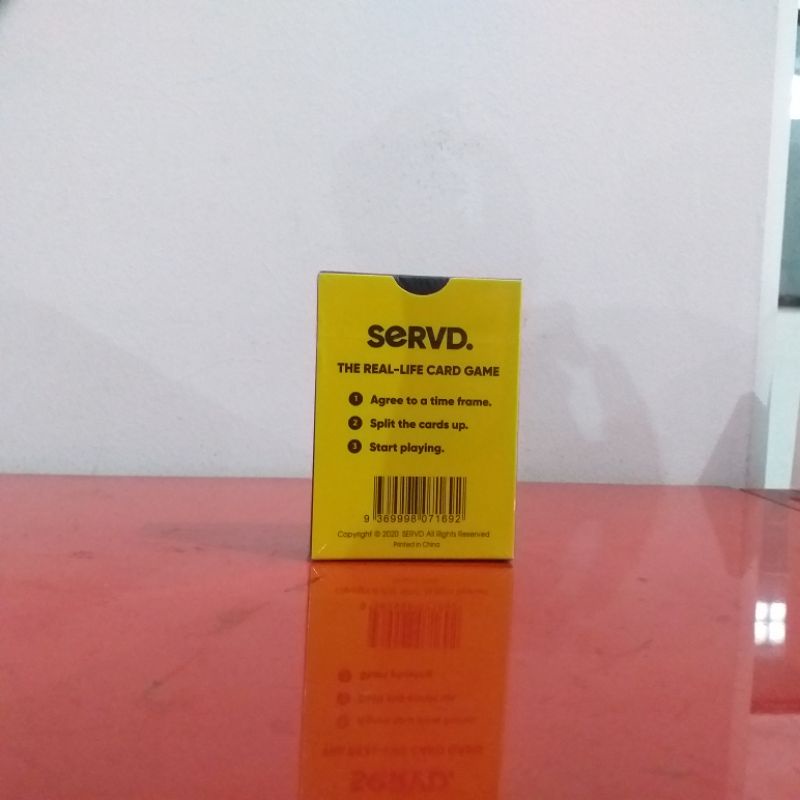 SERVD.
THE REAL-LIFE CARD GAME
1 Agree to a time frame.
2 Split the cards up.
3 Start playing.
9 369998 071692
Copyright © 2020 SERVD All Rights Reserved
Printed in China